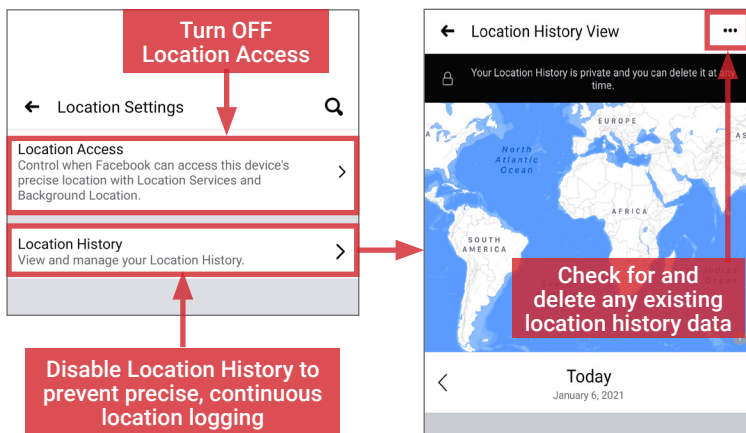 Turn OFF
Location Access
Location Settings
Location Access
Control when Facebook can access this device's
precise location with Location Services and
Background Location.
Location History
View and manage your Location History.
Disable Location History to
prevent precise, continuous
location logging
Location History View
Your Location History is private and you can delete it at any
time.
EUROPE
North
Atlantic
Ocean
AFRICA
SOUTH
AMERICA
Indian
Ocean
Check for and
delete any existing
location history data
Today
January 6, 2021